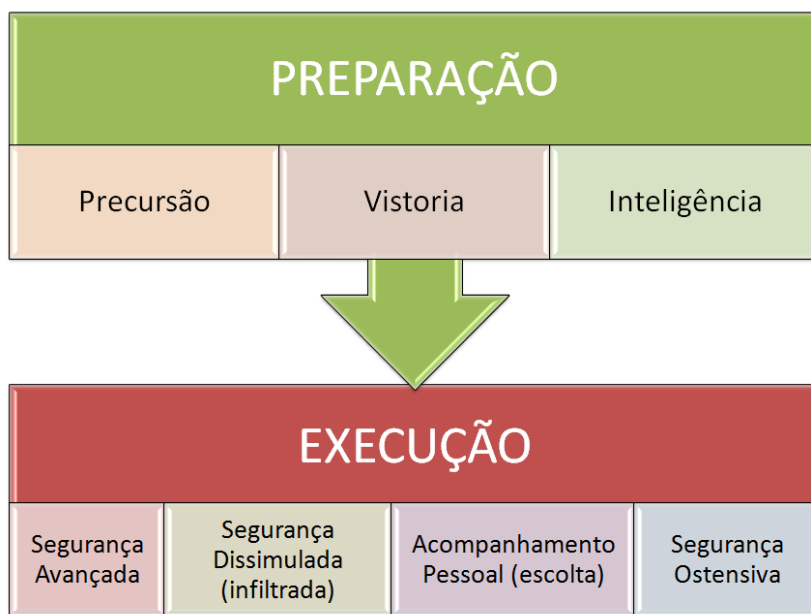 PREPARAÇÃO
Precursão
Vistoria
Inteligência
EXECUÇÃO
Segurança
Avançada
Segurança
Dissimulada
(infiltrada)
Acompanhamento
Pessoal (escolta)
Segurança
Ostensiva